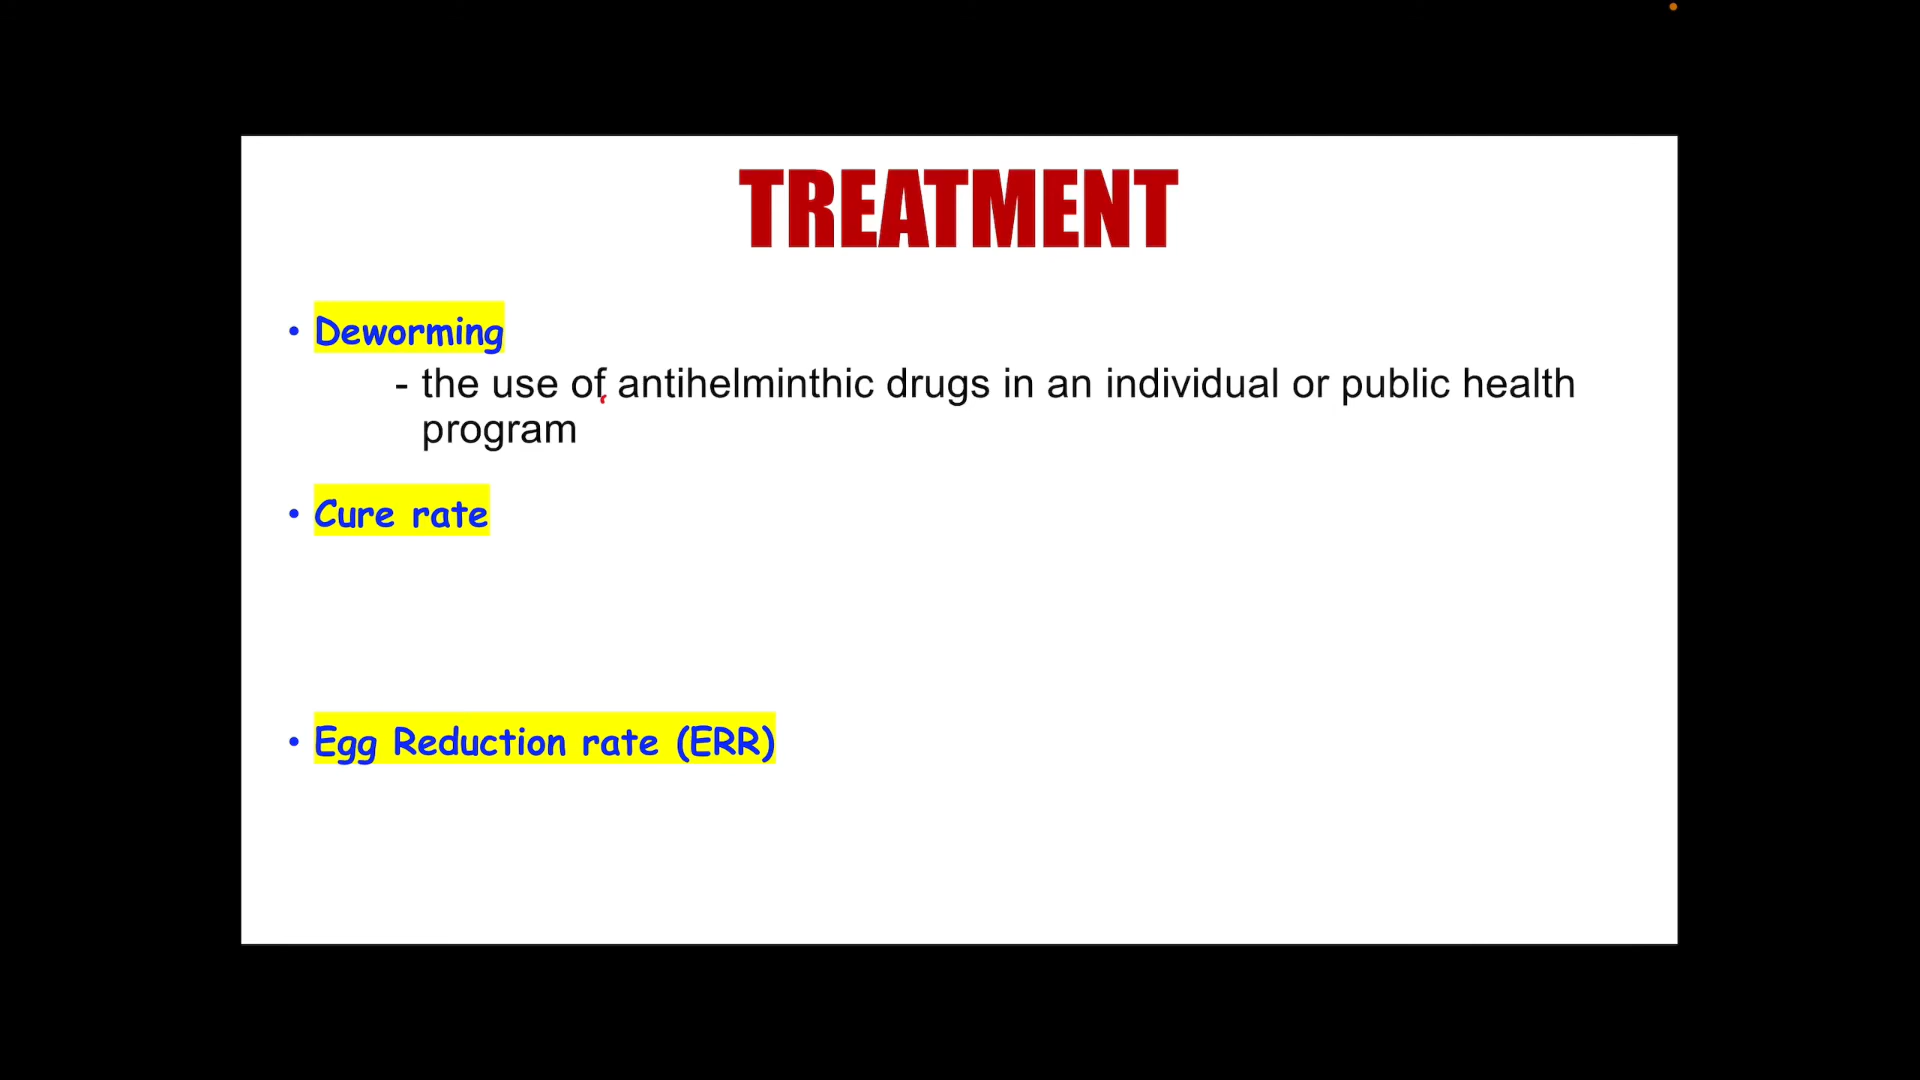 TREATMENT
• Deworming
- the use of antihelminthic drugs in an individual or public health
program
• Cure rate
• Egg Reduction rate (ERR)